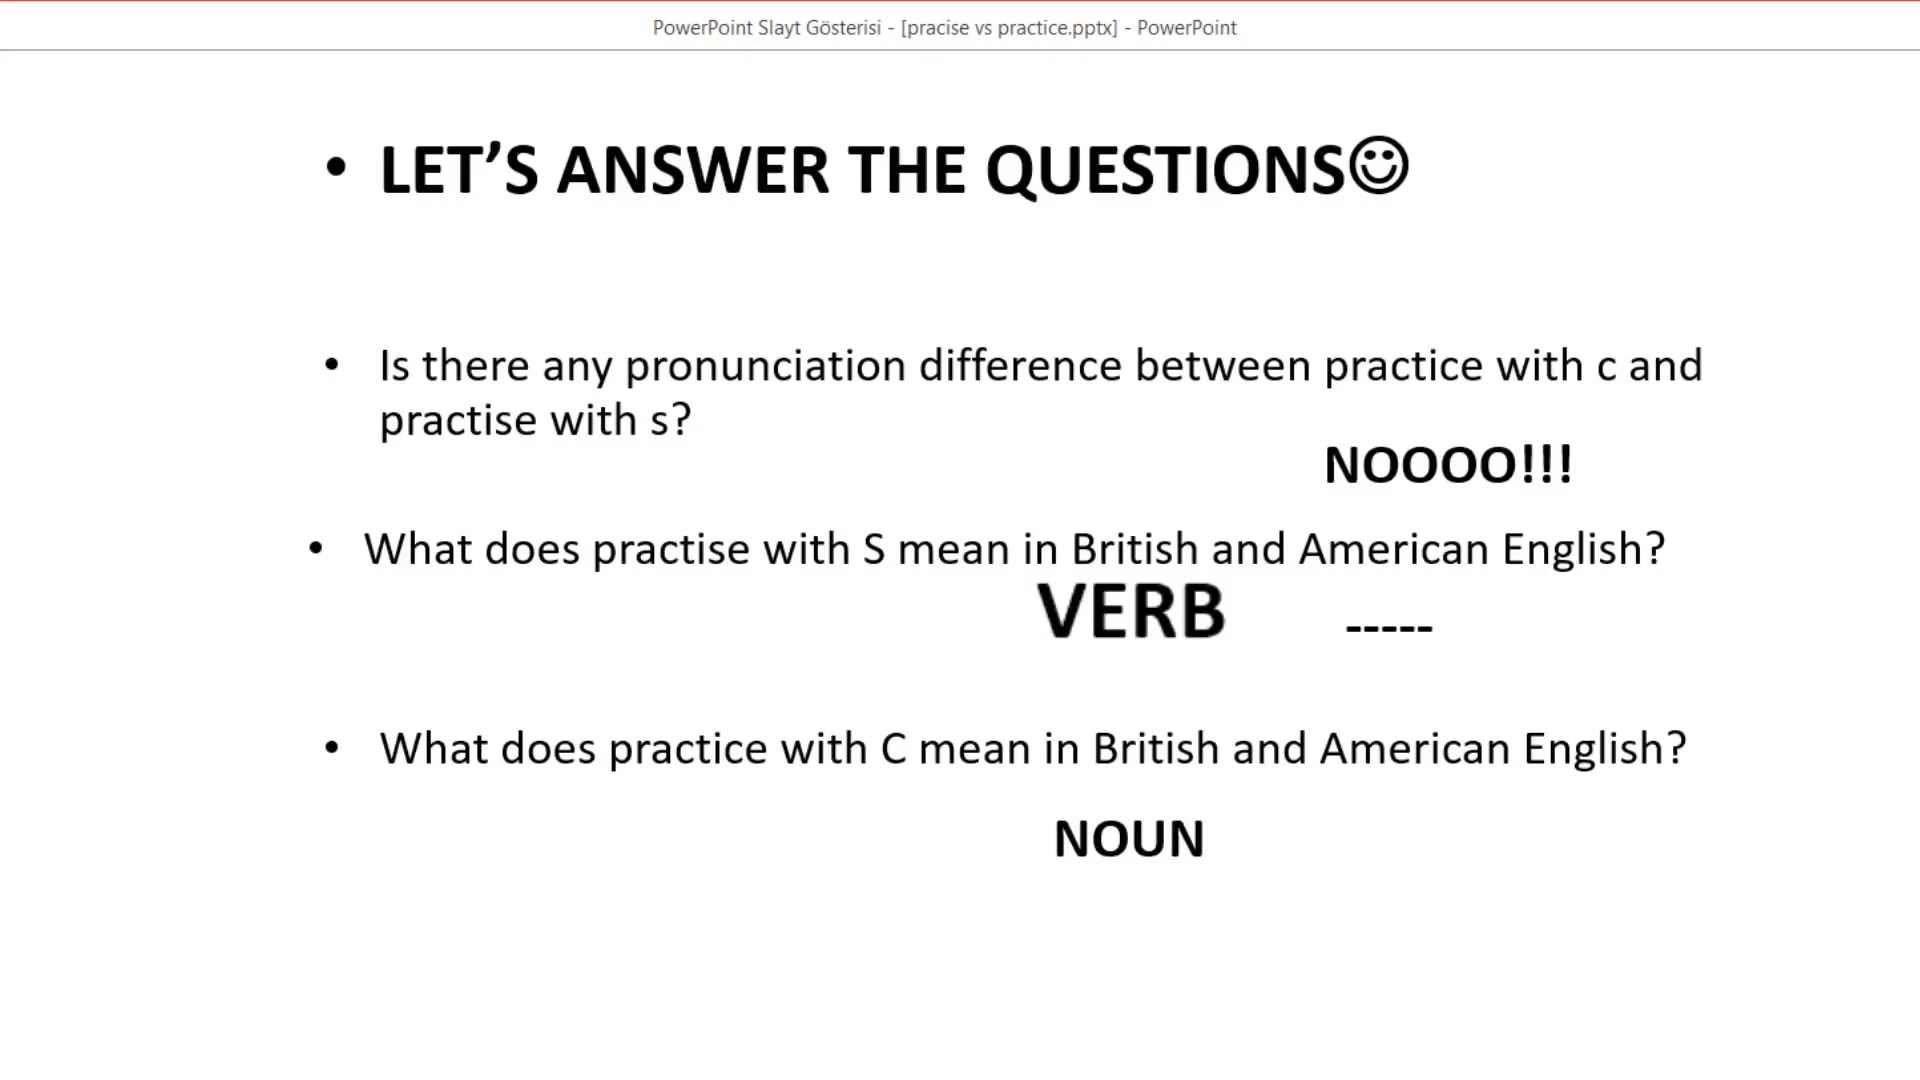 PowerPoint Slayt Gösterisi - [pracise vs practice.pptx] - PowerPoint
• LET’S ANSWER THE QUESTIONS☺
• Is there any pronunciation difference between practice with c and
practise with s?
NOOOO!!!
• What does practise with S mean in British and American English?
VERB -----
• What does practice with C mean in British and American English?
NOUN